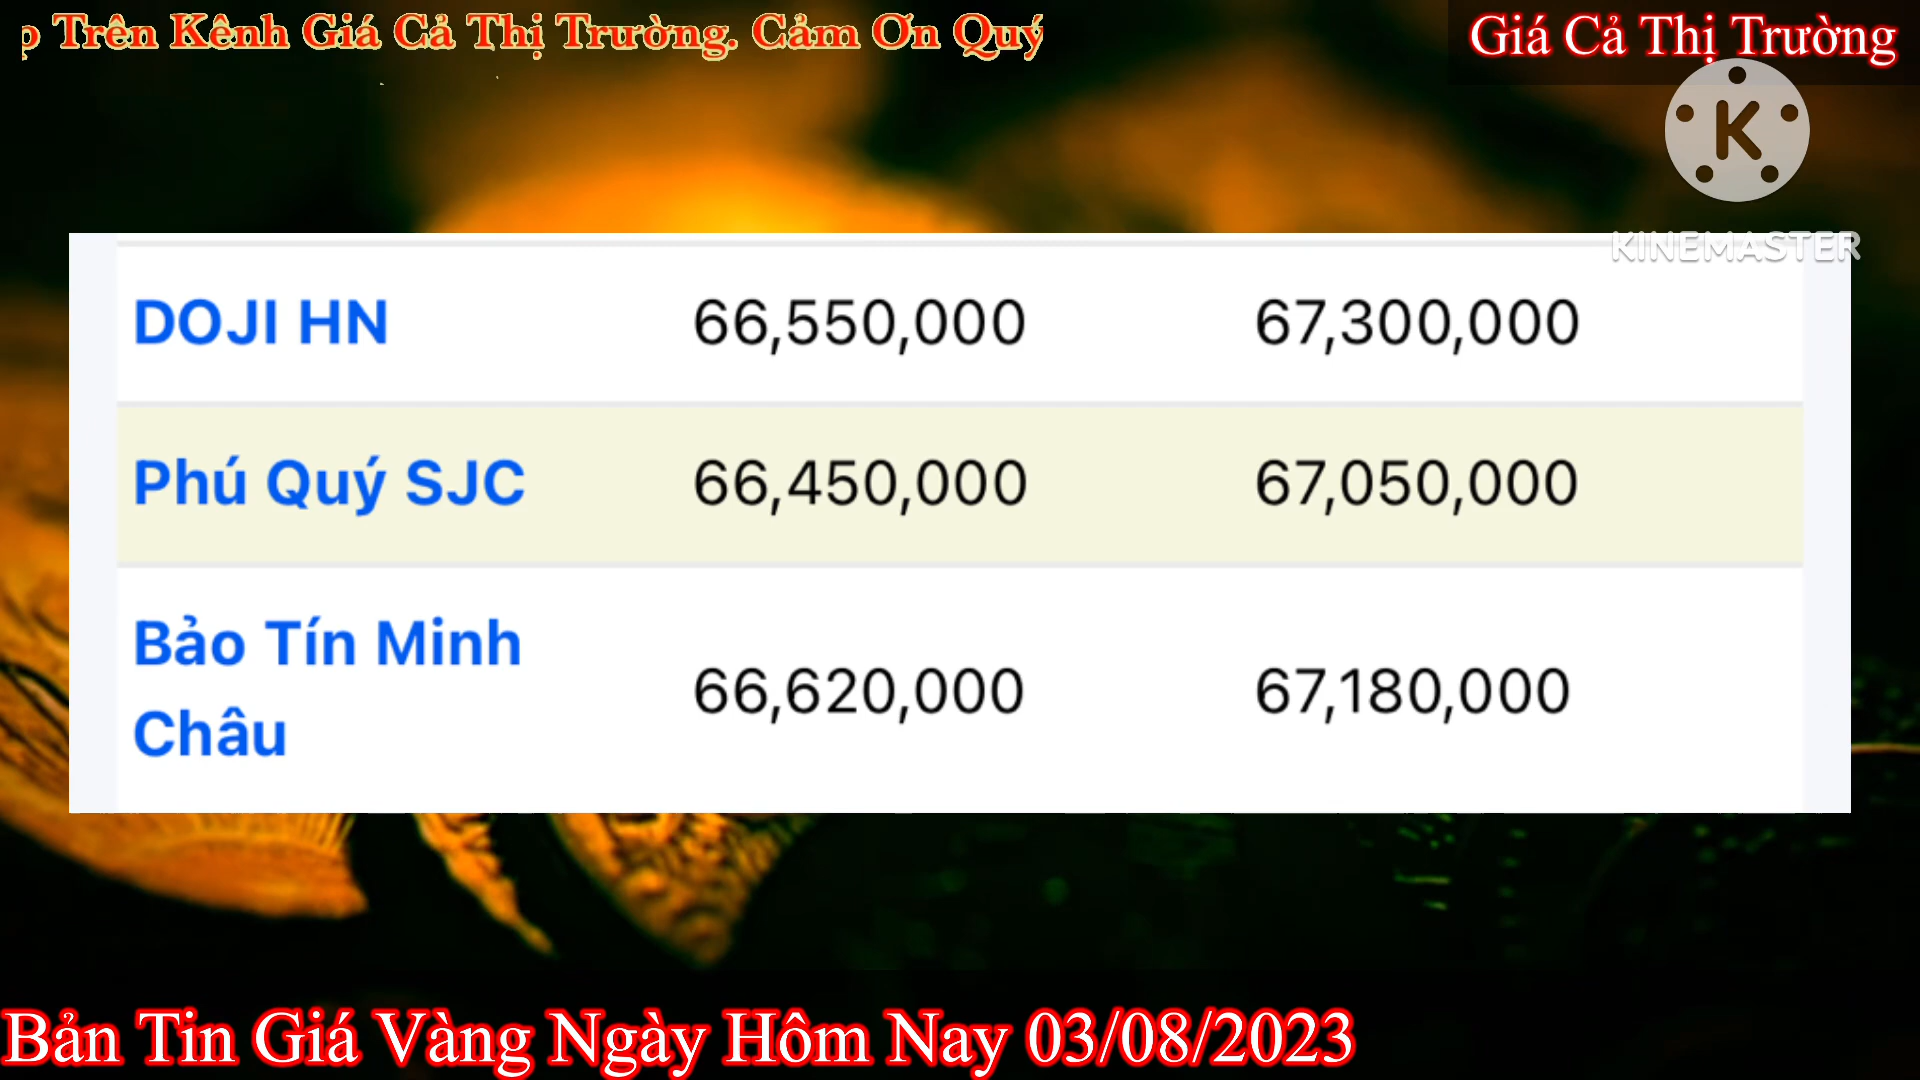 Trên Kênh Giá Cả Thị Trường. Cảm Ơn Quý
Giá Cả Thị Trường
K
KINEMASTER
DOJI HN 66,550,000 67,300,000
Phú Quý SJC 66,450,000 67,050,000
Bảo Tín Minh
Châu 66,620,000 67,180,000
Bản Tin Giá Vàng Ngày Hôm Nay 03/08/2023